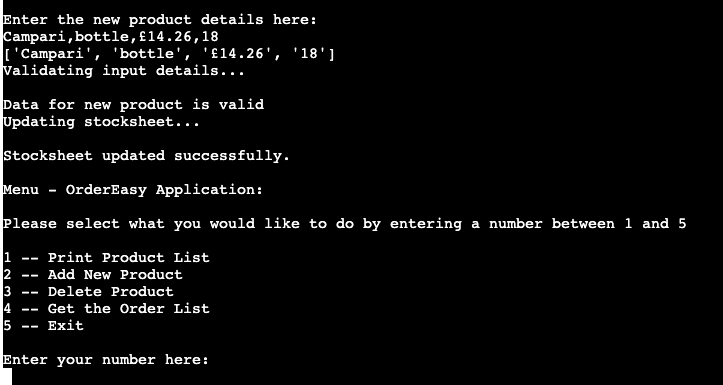 Enter the new product details here:
Campari,bottle,£14.26,18
['Campari', 'bottle', '£14.26', '18']
Validating input details...
Data for new product is valid
Updating stocksheet...
Stocksheet updated successfully.
Menu - OrderEasy Application:
Please select what you would like to do by entering a number between 1 and 5
1 -- Print Product List
2 -- Add New Product
3 -- Delete Product
4 -- Get the Order List
5 -- Exit
Enter your number here: